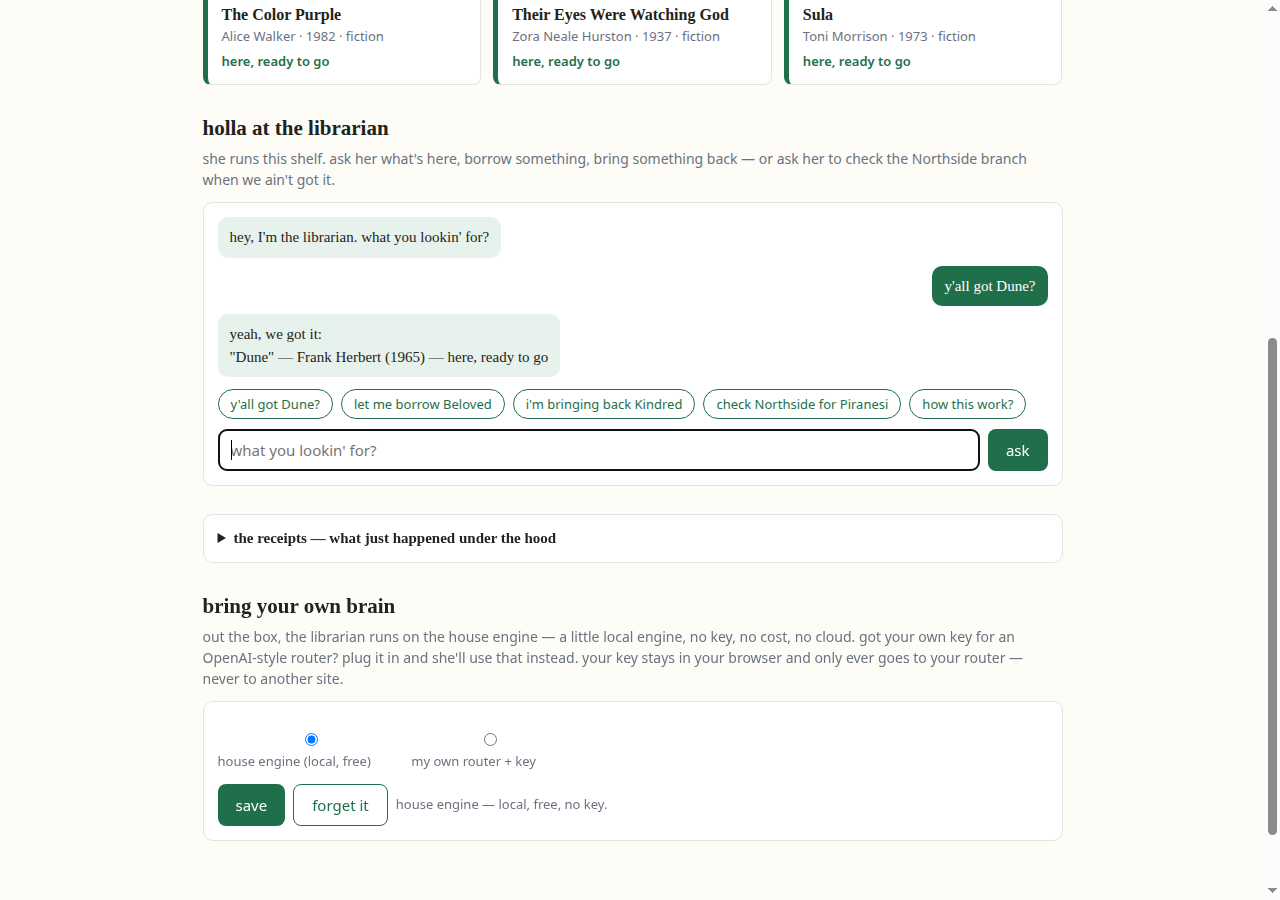 The Color Purple
Alice Walker · 1982 · fiction
here, ready to go
Their Eyes Were Watching God
Zora Neale Hurston · 1937 · fiction
here, ready to go
Sula
Toni Morrison · 1973 · fiction
here, ready to go
holla at the librarian
she runs this shelf. ask her what's here, borrow something, bring something back — or ask her to check the Northside branch
when we ain't got it.
hey, I'm the librarian. what you lookin' for?
y'all got Dune?
yeah, we got it:
"Dune" — Frank Herbert (1965) — here, ready to go
y'all got Dune?
let me borrow Beloved
i'm bringing back Kindred
check Northside for Piranesi
how this work?
what you lookin' for?
ask
the receipts — what just happened under the hood
bring your own brain
out the box, the librarian runs on the house engine — a little local engine, no key, no cost, no cloud. got your own key for an
OpenAI-style router? plug it in and she'll use that instead. your key stays in your browser and only ever goes to your router —
never to another site.
house engine (local, free)
my own router + key
save
forget it
house engine — local, free, no key.